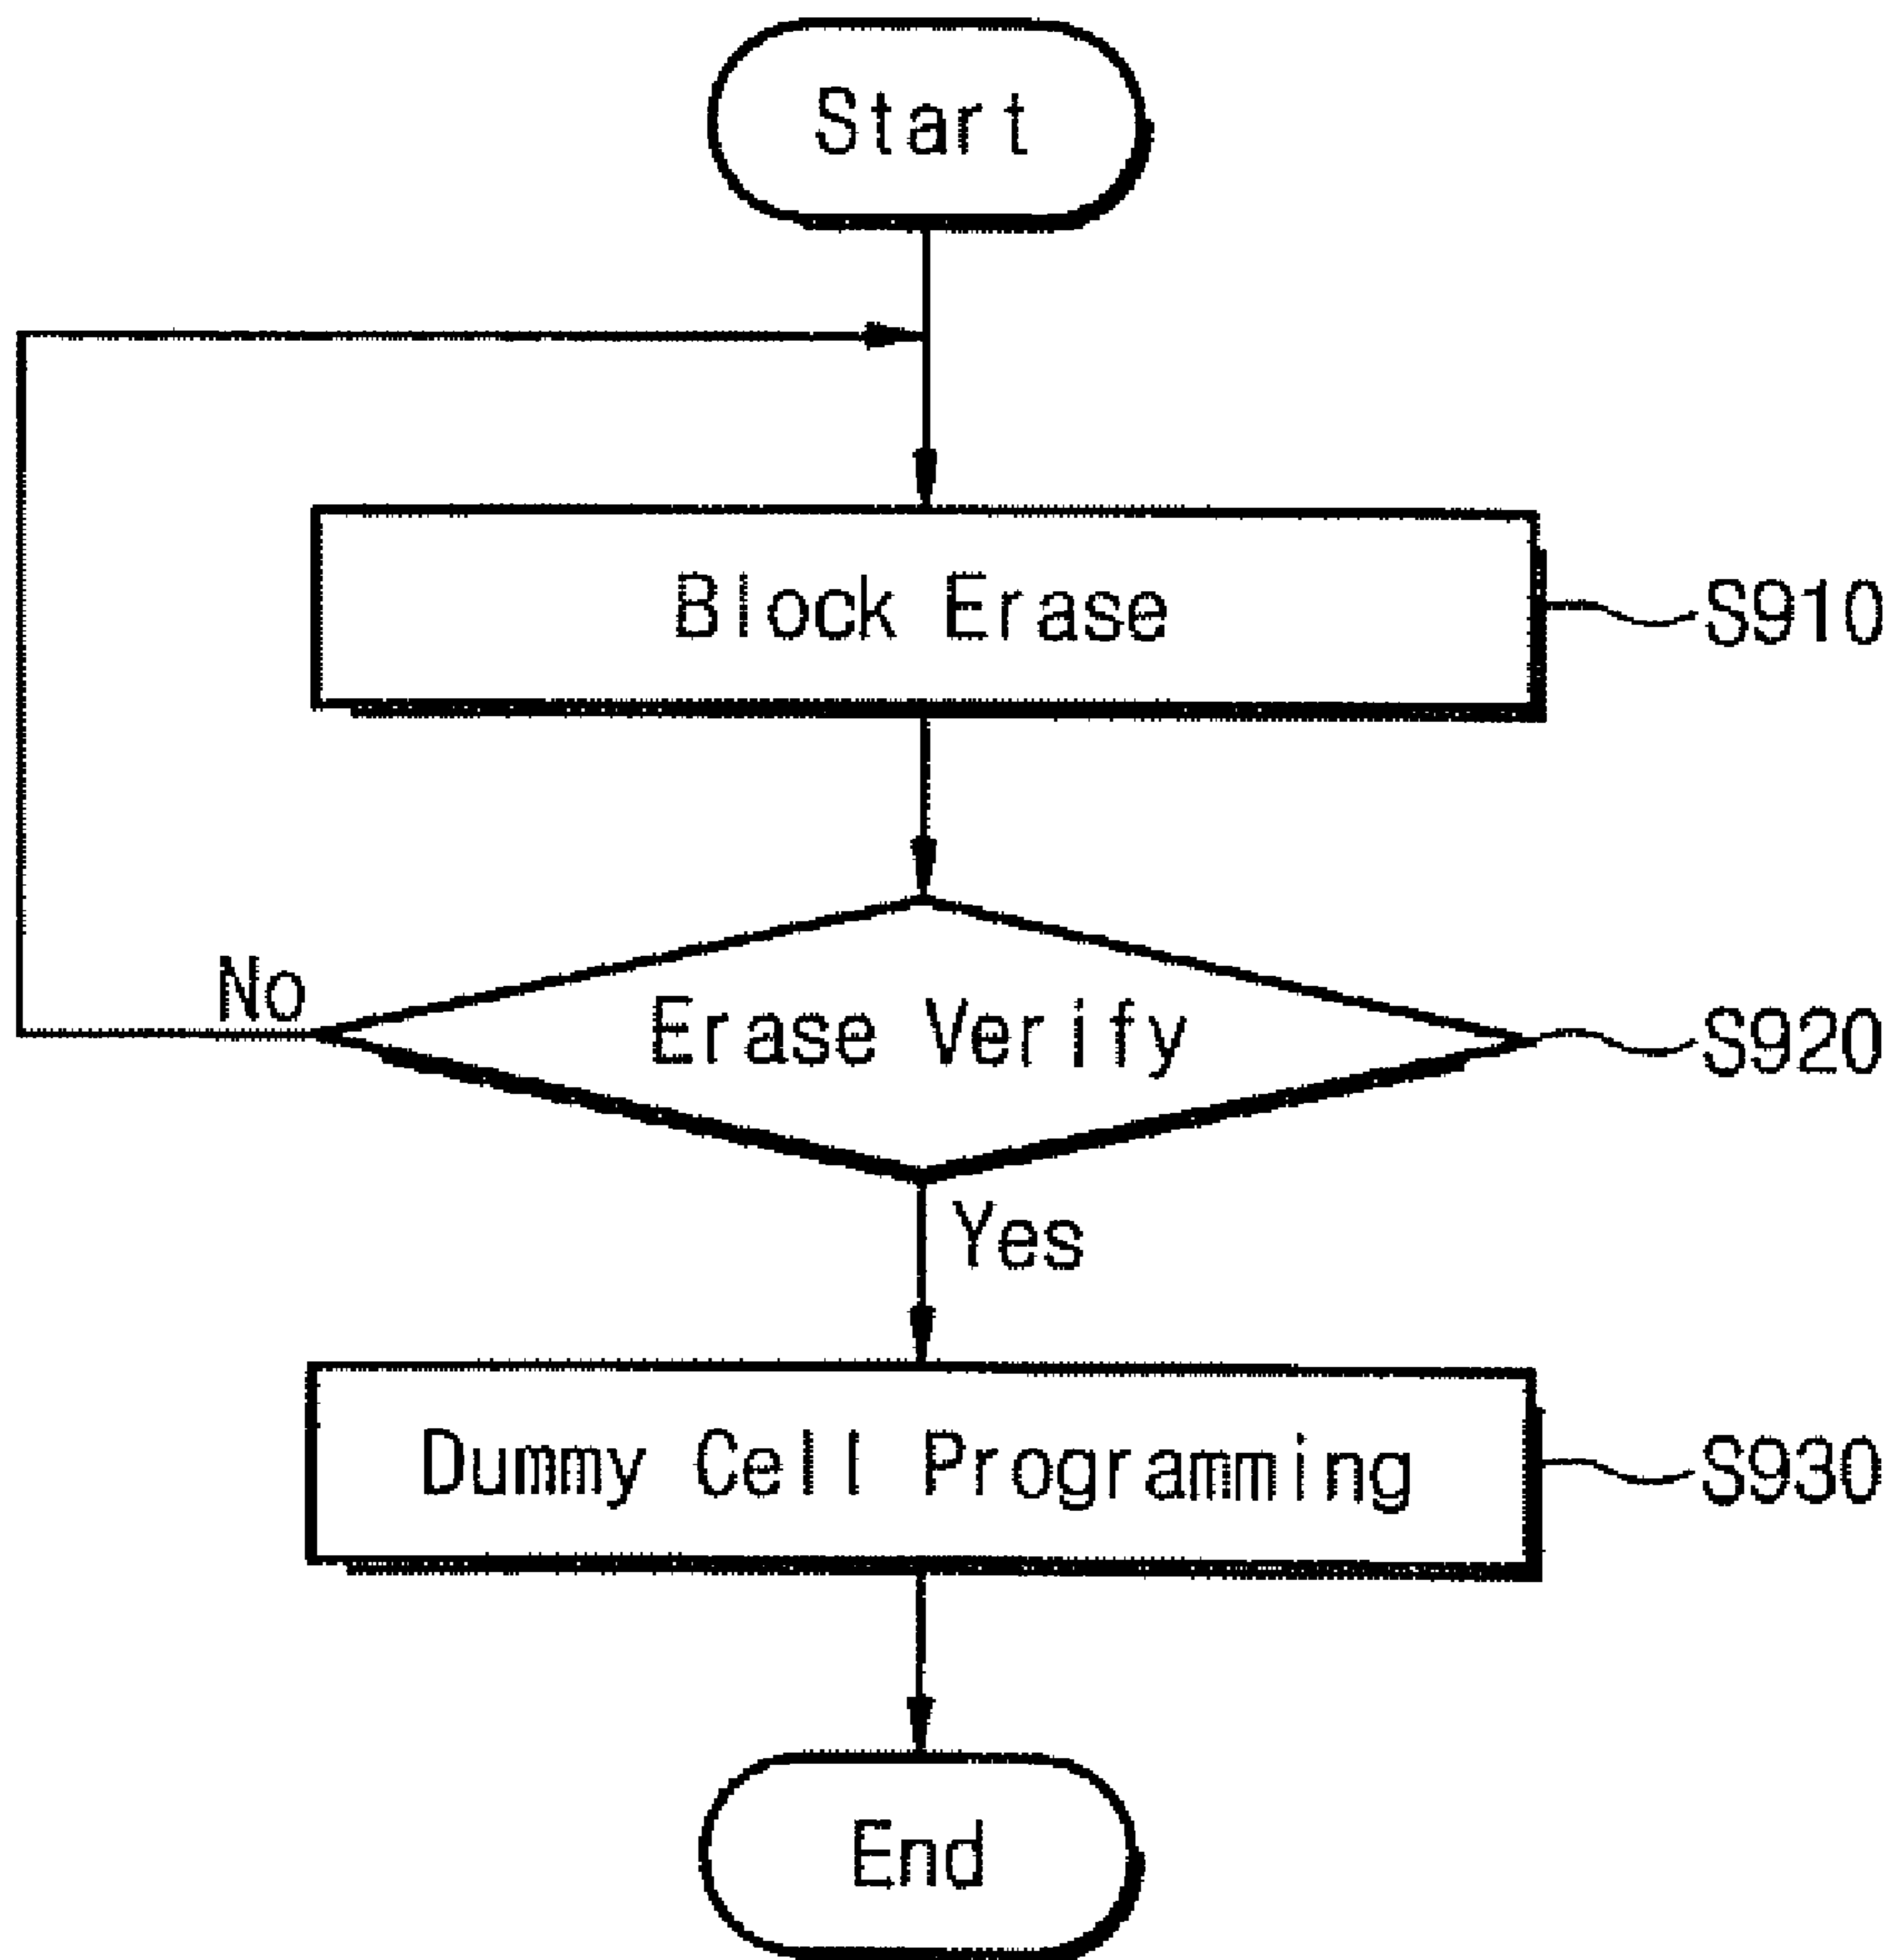 Start
Block Erase
S910
No
Erase Verify
S920
Yes
Dummy Cell Programming
S930
End